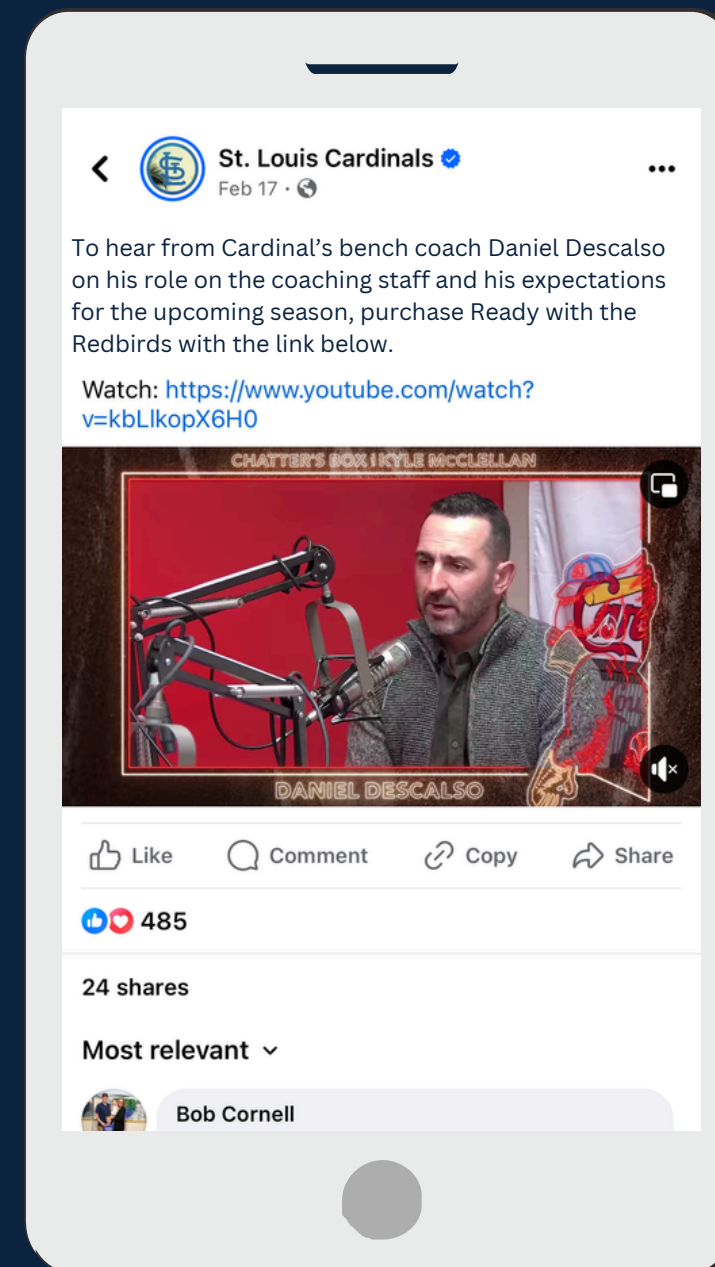 St. Louis Cardinals
Feb 17 ·
To hear from Cardinal’s bench coach Daniel Descalso
on his role on the coaching staff and his expectations
for the upcoming season, purchase Ready with the
Redbirds with the link below.
Watch: https://www.youtube.com/watch?
v=kbLlkopX6H0
CHATTER'S BOX | KYLE MCCLELLAN
DANIEL DESCALSO
Like Comment Copy Share
485
24 shares
Most relevant
Bob Cornell